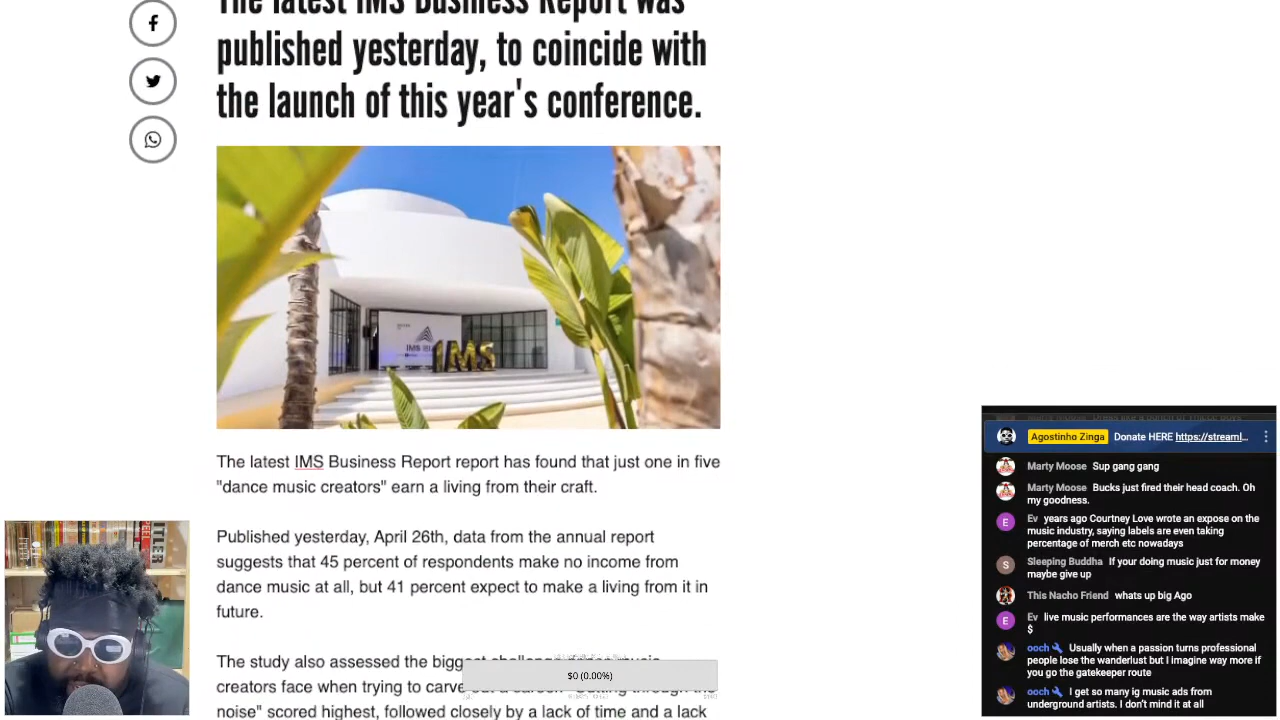 The latest IMS Business Report was
published yesterday, to coincide with
the launch of this year's conference.
IMS
The latest IMS Business Report report has found that just one in five
"dance music creators" earn a living from their craft.
Published yesterday, April 26th, data from the annual report
suggests that 45 percent of respondents make no income from
dance music at all, but 41 percent expect to make a living from it in
future.
The study also assessed the biggest
creators face when trying to carve
noise" scored highest, followed closely by a lack of time and a lack
$0 (0.00%)
Agostinho Zinga Donate HERE https://streaml...
Marty Moose Sup gang gang
Marty Moose Bucks just fired their head coach. Oh
my goodness.
Ev years ago Courtney Love wrote an expose on the
music industry, saying labels are even taking
percentage of merch etc nowadays
Sleeping Buddha If your doing music just for money
maybe give up
This Nacho Friend whats up big Ago
Ev live music performances are the way artists make
$
ooch Usually when a passion turns professional
people lose the wanderlust but I imagine way more if
you go the gatekeeper route
ooch I get so many ig music ads from
underground artists. I don't mind it at all